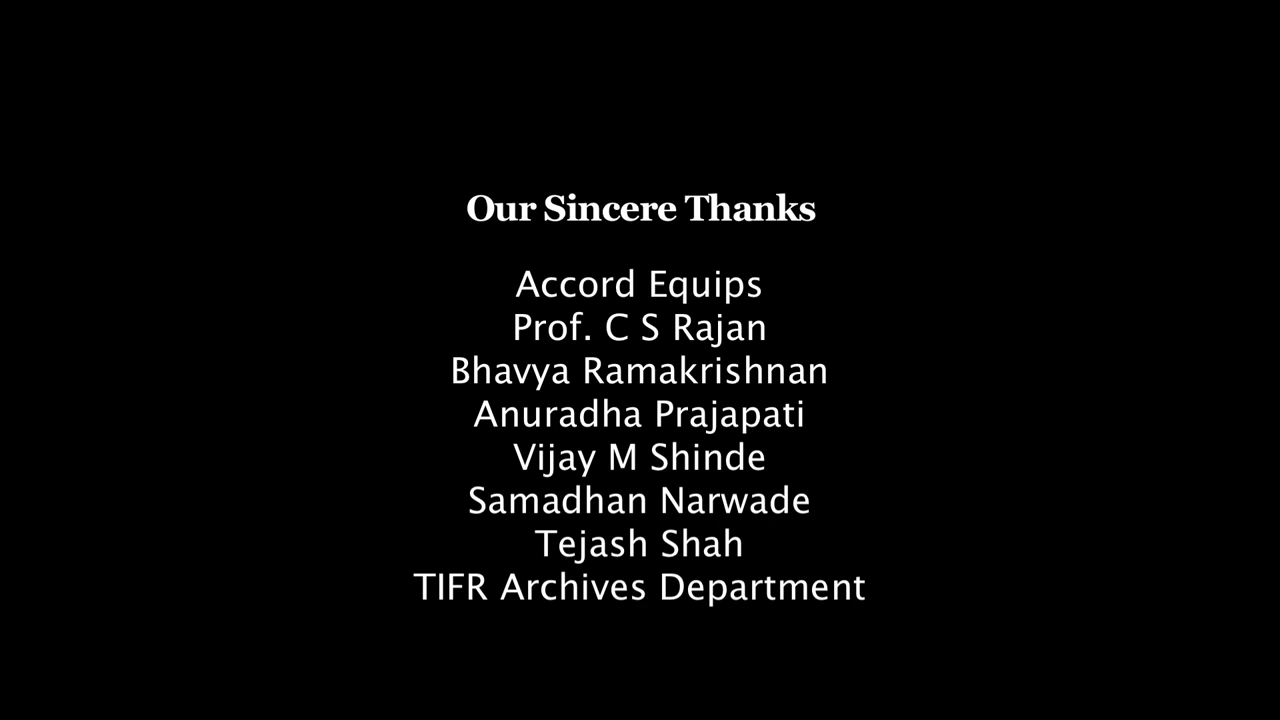 Our Sincere Thanks
Accord Equips
Prof. C S Rajan
Bhavya Ramakrishnan
Anuradha Prajapati
Vijay M Shinde
Samadhan Narwade
Tejash Shah
TIFR Archives Department